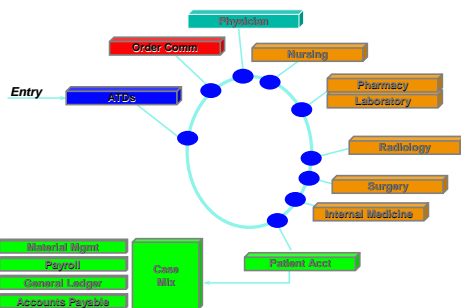 Physician
Order Comm
Nursing
Entry
ATDs
Pharmacy
Laboratory
Radiology
Surgery
Internal Medicine
Material Mgmt
Payroll
General Ledger
Accounts Payable
Case
Mix
Patient Acct